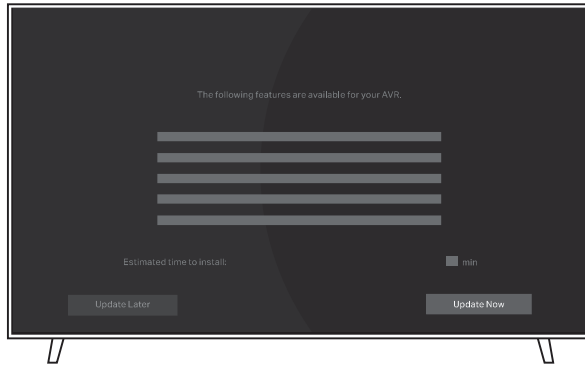 The following features are available for your AVR.
Estimated time to install:
min
Update Later
Update Now